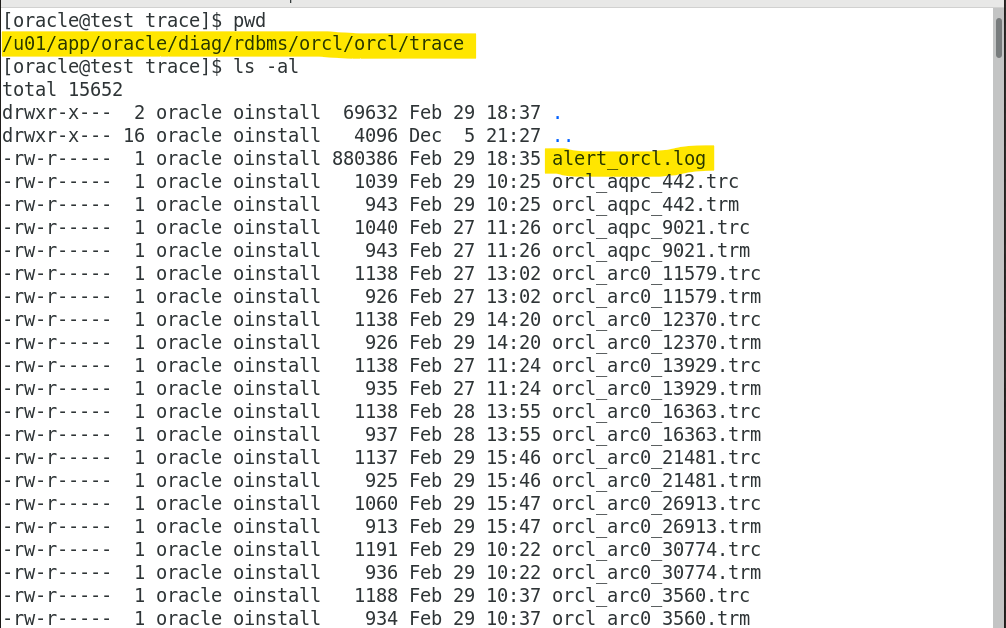 [oracle@test trace]$ pwd
/u01/app/oracle/diag/rdbms/orcl/orcl/trace
[oracle@test trace]$ ls -al
total 15652
drwxr-x---  2 oracle oinstall  69632 Feb 29 18:37 .
drwxr-x--- 16 oracle oinstall   4096 Dec  5 21:27 ..
-rw-r-----  1 oracle oinstall 880386 Feb 29 18:35 alert_orcl.log
-rw-r-----  1 oracle oinstall   1039 Feb 29 10:25 orcl_aqpc_442.trc
-rw-r-----  1 oracle oinstall    943 Feb 29 10:25 orcl_aqpc_442.trm
-rw-r-----  1 oracle oinstall   1040 Feb 27 11:26 orcl_aqpc_9021.trc
-rw-r-----  1 oracle oinstall    943 Feb 27 11:26 orcl_aqpc_9021.trm
-rw-r-----  1 oracle oinstall   1138 Feb 27 13:02 orcl_arc0_11579.trc
-rw-r-----  1 oracle oinstall    926 Feb 27 13:02 orcl_arc0_11579.trm
-rw-r-----  1 oracle oinstall   1138 Feb 29 14:20 orcl_arc0_12370.trc
-rw-r-----  1 oracle oinstall    926 Feb 29 14:20 orcl_arc0_12370.trm
-rw-r-----  1 oracle oinstall   1138 Feb 27 11:24 orcl_arc0_13929.trc
-rw-r-----  1 oracle oinstall    935 Feb 27 11:24 orcl_arc0_13929.trm
-rw-r-----  1 oracle oinstall   1138 Feb 28 13:55 orcl_arc0_16363.trc
-rw-r-----  1 oracle oinstall    937 Feb 28 13:55 orcl_arc0_16363.trm
-rw-r-----  1 oracle oinstall   1137 Feb 29 15:46 orcl_arc0_21481.trc
-rw-r-----  1 oracle oinstall    925 Feb 29 15:46 orcl_arc0_21481.trm
-rw-r-----  1 oracle oinstall   1060 Feb 29 15:47 orcl_arc0_26913.trc
-rw-r-----  1 oracle oinstall    913 Feb 29 15:47 orcl_arc0_26913.trm
-rw-r-----  1 oracle oinstall   1191 Feb 29 10:22 orcl_arc0_30774.trc
-rw-r-----  1 oracle oinstall    936 Feb 29 10:22 orcl_arc0_30774.trm
-rw-r-----  1 oracle oinstall   1188 Feb 29 10:37 orcl_arc0_3560.trc
-rw-r-----  1 oracle oinstall    934 Feb 29 10:37 orcl_arc0_3560.trm